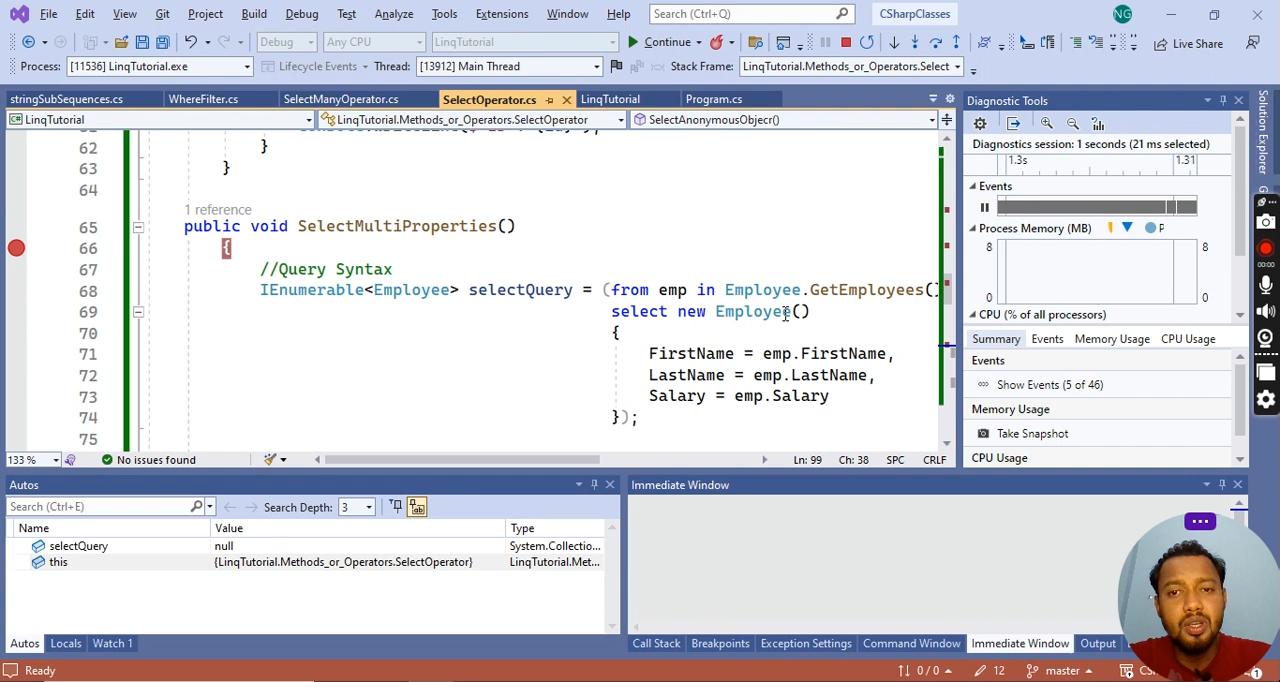 File Edit View Git Project Build Debug Test Analyze Tools Extensions Window Help Search (Ctrl+Q) CSharpClasses NG
Debug Any CPU LinqTutorial Continue Live Share
Process: [11536] LinqTutorial.exe Lifecycle Events Thread: [13912] Main Thread Stack Frame: LinqTutorial.Methods_or_Operators.Select
stringSubSequences.cs WhereFilter.cs SelectManyOperator.cs SelectOperator.cs LinqTutorial Program.cs
LinqTutorial LinqTutorial.Methods_or_Operators.SelectOperator SelectAnonymousObecr()
62 }
63 }
64
1 reference
65 public void SelectMultiProperties()
66 {
67 //Query Syntax
68 IEnumerable<Employee> selectQuery = (from emp in Employee.GetEmployees()
69 select new Employee()
70 {
71 FirstName = emp.FirstName,
72 LastName = emp.LastName,
73 Salary = emp.Salary
74 });
75
133 % No issues found Ln: 99 Ch: 38 SPC CRLF
Diagnostic Tools
Diagnostics session: 1 seconds (21 ms selected)
1.3s 1.31
Events
Process Memory (MB) P
8 8
0 0
CPU (% of all processors)
Summary Events Memory Usage CPU Usage
Events
Show Events (5 of 46)
Memory Usage
Take Snapshot
CPU Usage
Solution Explorer
00:00
Autos
Search (Ctrl+E) Search Depth: 3
Name Value Type
selectQuery null System.Collectio...
this {LinqTutorial.Methods_or_Operators.SelectOperator} LinqTutorial.Met...
Autos Locals Watch 1
Immediate Window
Call Stack Breakpoints Exception Settings Command Window Immediate Window Output
Ready 0 / 0 12 master 1